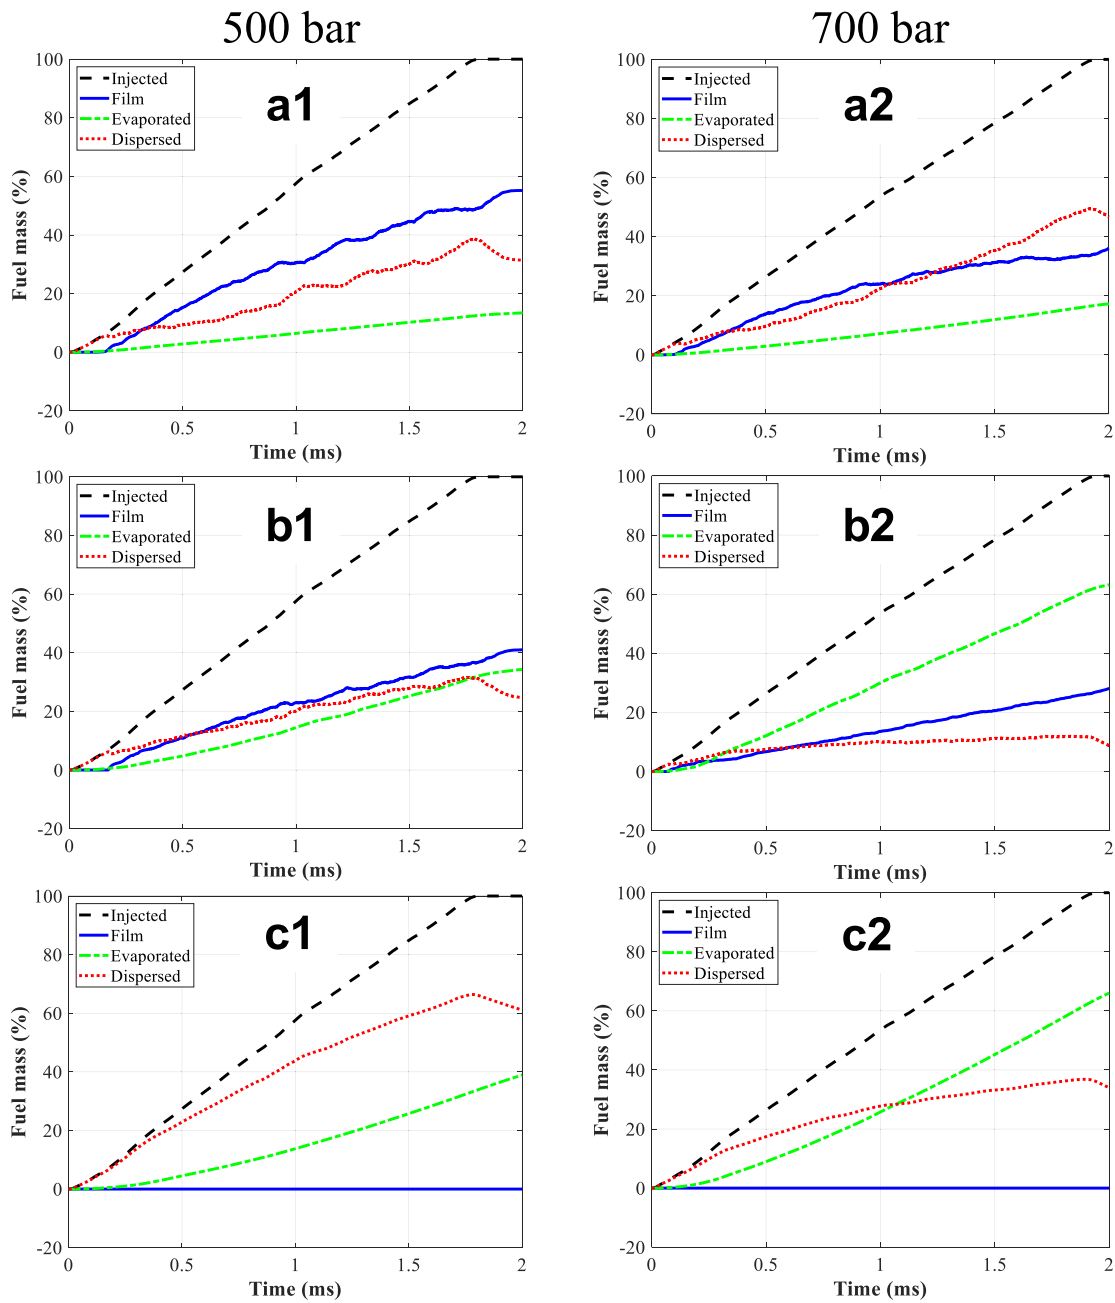 500 bar
700 bar
a1
Injected
Film
Evaporated
Dispersed
Fuel mass (%)
100
80
60
40
20
0
-20
0 0.5 1 1.5 2
Time (ms)
a2
Injected
Film
Evaporated
Dispersed
Fuel mass (%)
100
80
60
40
20
0
-20
0 0.5 1 1.5 2
Time (ms)
b1
Injected
Film
Evaporated
Dispersed
Fuel mass (%)
100
80
60
40
20
0
-20
0 0.5 1 1.5 2
Time (ms)
b2
Injected
Film
Evaporated
Dispersed
Fuel mass (%)
100
80
60
40
20
0
-20
0 0.5 1 1.5 2
Time (ms)
c1
Injected
Film
Evaporated
Dispersed
Fuel mass (%)
100
80
60
40
20
0
-20
0 0.5 1 1.5 2
Time (ms)
c2
Injected
Film
Evaporated
Dispersed
Fuel mass (%)
100
80
60
40
20
0
-20
0 0.5 1 1.5 2
Time (ms)